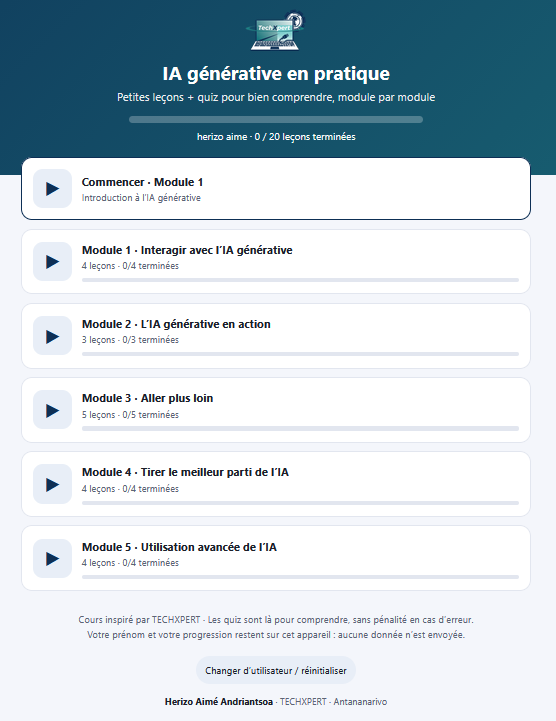 TechXpert
IA générative en pratique
Petites leçons + quiz pour bien comprendre, module par module
herizo aime · 0 / 20 leçons terminées
Commencer · Module 1
Introduction à l’IA générative
Module 1 · Interagir avec l’IA générative
4 leçons · 0/4 terminées
Module 2 · L’IA générative en action
3 leçons · 0/3 terminées
Module 3 · Aller plus loin
5 leçons · 0/5 terminées
Module 4 · Tirer le meilleur parti de l’IA
4 leçons · 0/4 terminées
Module 5 · Utilisation avancée de l’IA
4 leçons · 0/4 terminées
Cours inspiré par TECHXPERT · Les quiz sont là pour comprendre, sans pénalité en cas d’erreur.
Votre prénom et votre progression restent sur cet appareil : aucune donnée n’est envoyée.
Changer d’utilisateur / réinitialiser
Herizo Aimé Andriantsoa · TECHXPERT · Antananarivo